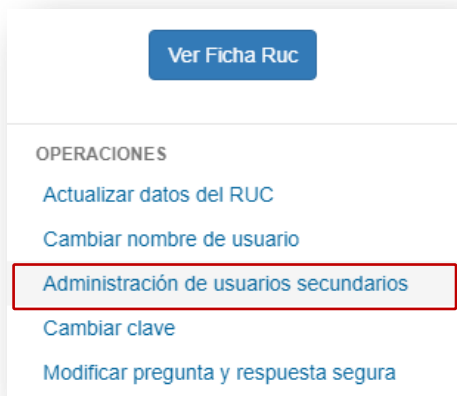 Ver Ficha Ruc
OPERACIONES
Actualizar datos del RUC
Cambiar nombre de usuario
Administración de usuarios secundarios
Cambiar clave
Modificar pregunta y respuesta segura